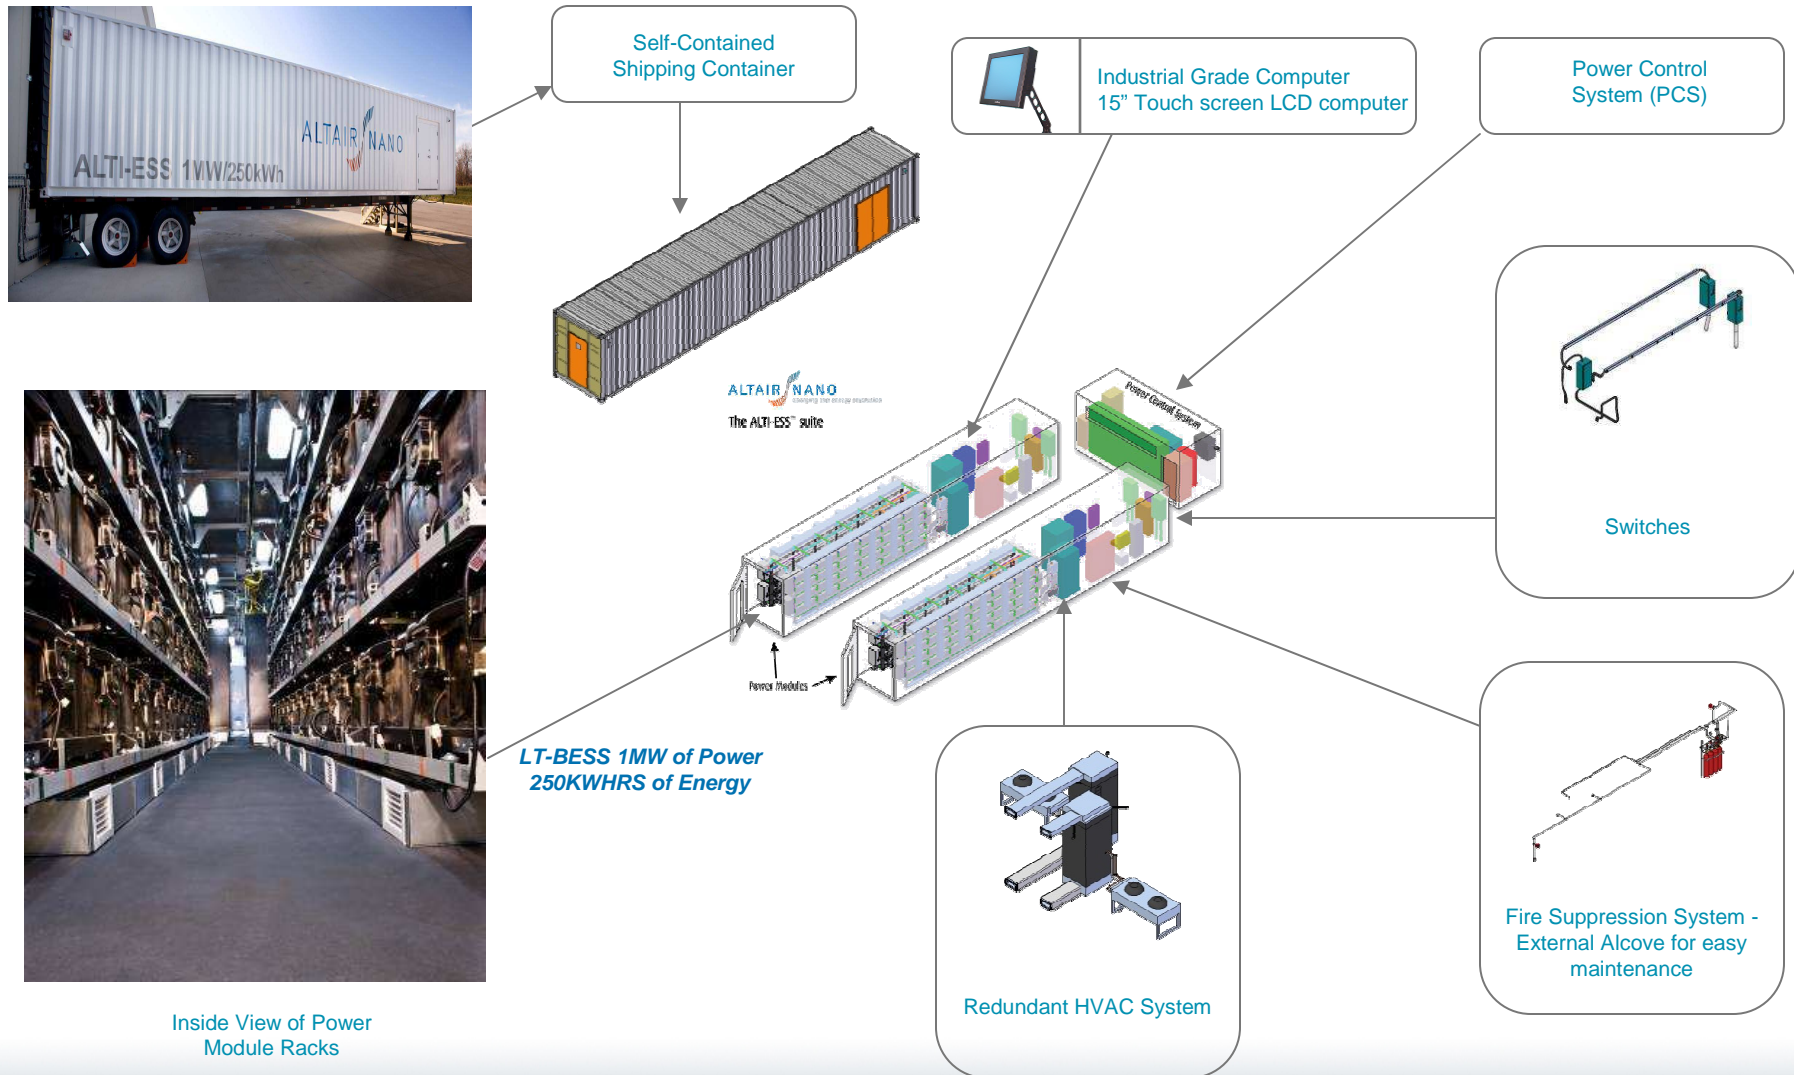 ALTAIR NANO
ALTI-ESS 1MW/250kWh
Self-Contained
Shipping Container
Industrial Grade Computer
15” Touch screen LCD computer
Power Control
System (PCS)
ALTAIR NANO
The ALTI-ESS™ suite
Power Control System
Switches
Power Modules
LT-BESS 1MW of Power
250KWHRS of Energy
Fire Suppression System -
External Alcove for easy
maintenance
Redundant HVAC System
Inside View of Power
Module Racks